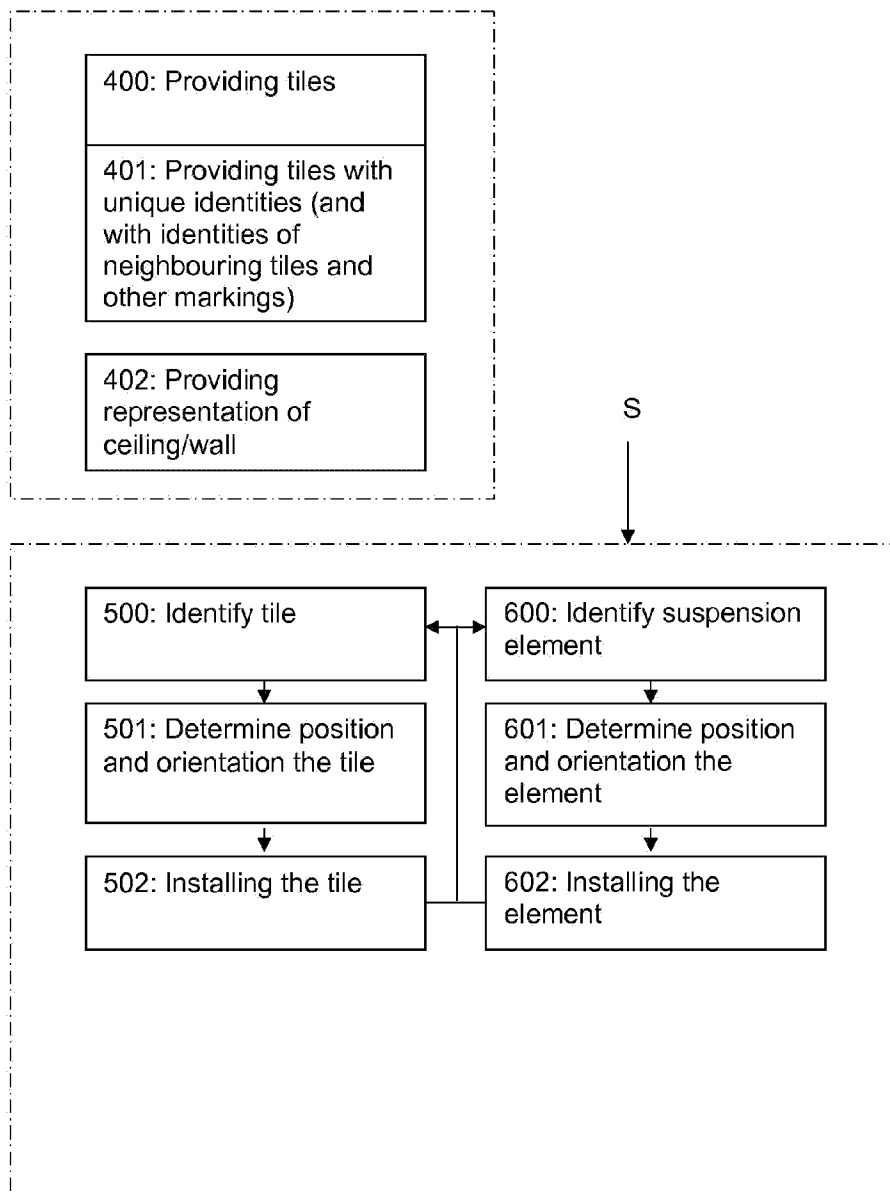 400: Providing tiles
401: Providing tiles with
unique identities (and
with identities of
neighbouring tiles and
other markings)
402: Providing
representation of
ceiling/wall
S
500: Identify tile
501: Determine position
and orientation the tile
502: Installing the tile
600: Identify suspension
element
601: Determine position
and orientation the
element
602: Installing the
element